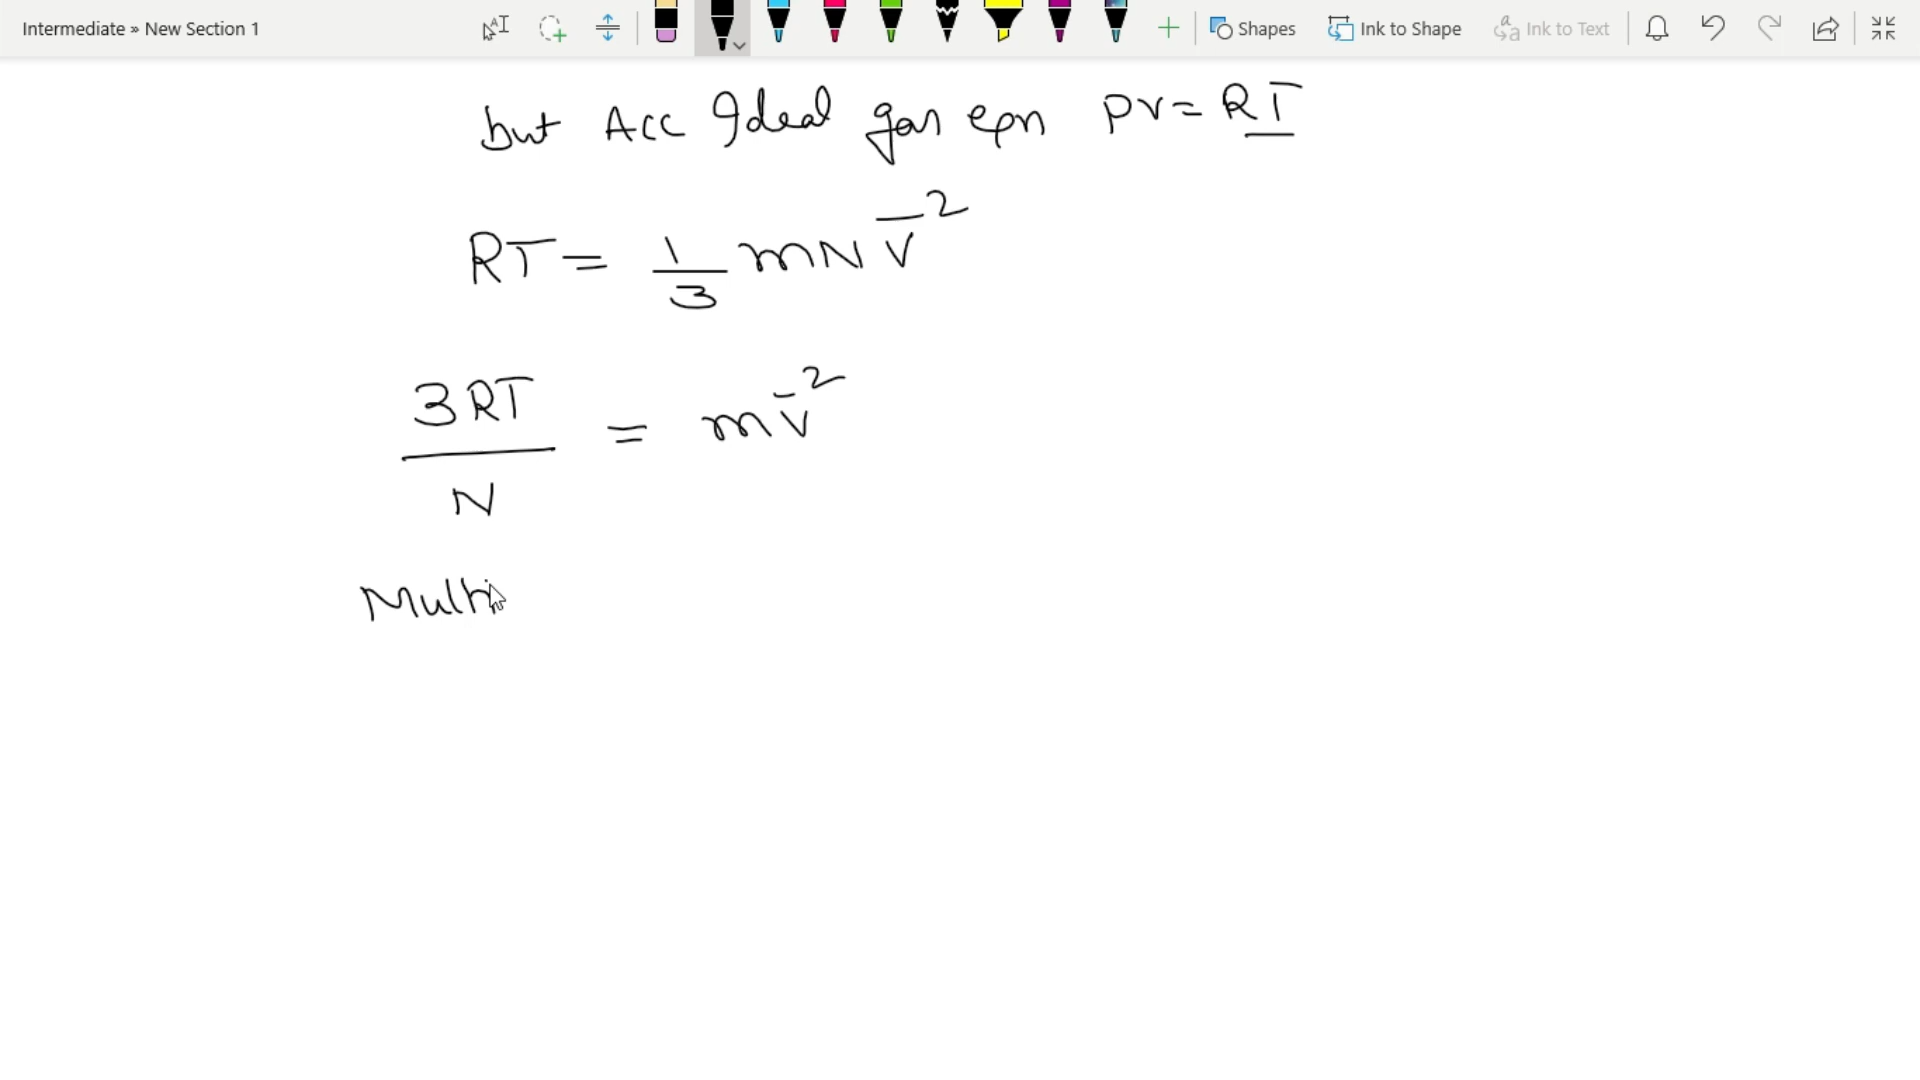 Intermediate » New Section 1 Shapes Ink to Shape Ink to Text
but Acc Ideal gas eqn PV = RT
RT = 1/3 mN v̅²
3RT/N = m v̅²
Multi